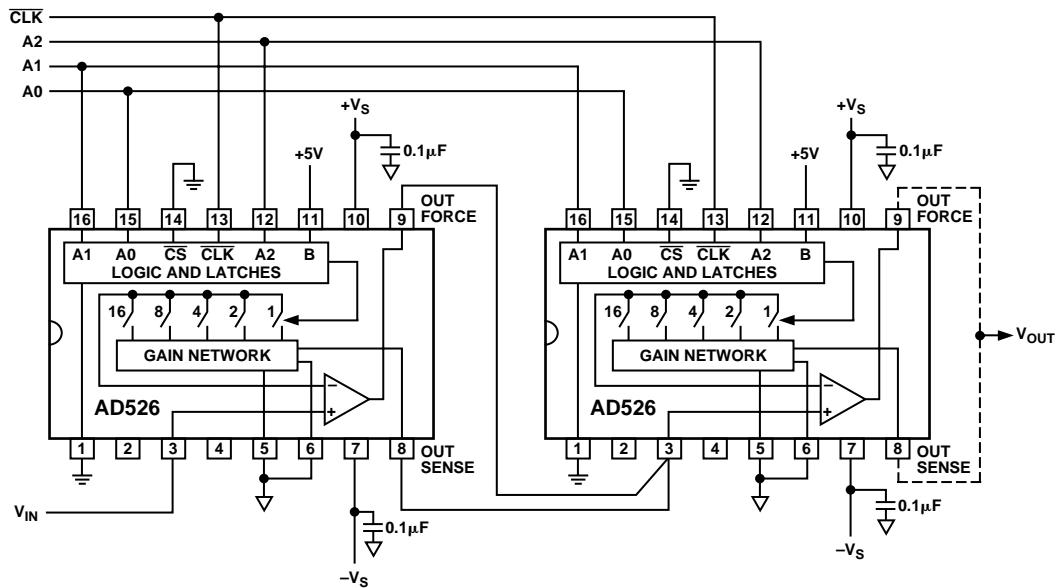 CLK
A2
A1
A0
+VS
0.1µF
+5V
OUT
FORCE
16 15 14 13 12 11 10 9
A1 A0 CS CLK A2 B
LOGIC AND LATCHES
16 8 4 2 1
GAIN NETWORK
–
+
AD526
1 2 3 4 5 6 7 8
OUT
SENSE
VIN
0.1µF
–VS
+VS
0.1µF
+5V
OUT
FORCE
16 15 14 13 12 11 10 9
A1 A0 CS CLK A2 B
LOGIC AND LATCHES
16 8 4 2 1
GAIN NETWORK
–
+
AD526
1 2 3 4 5 6 7 8
OUT
SENSE
VOUT
0.1µF
–VS